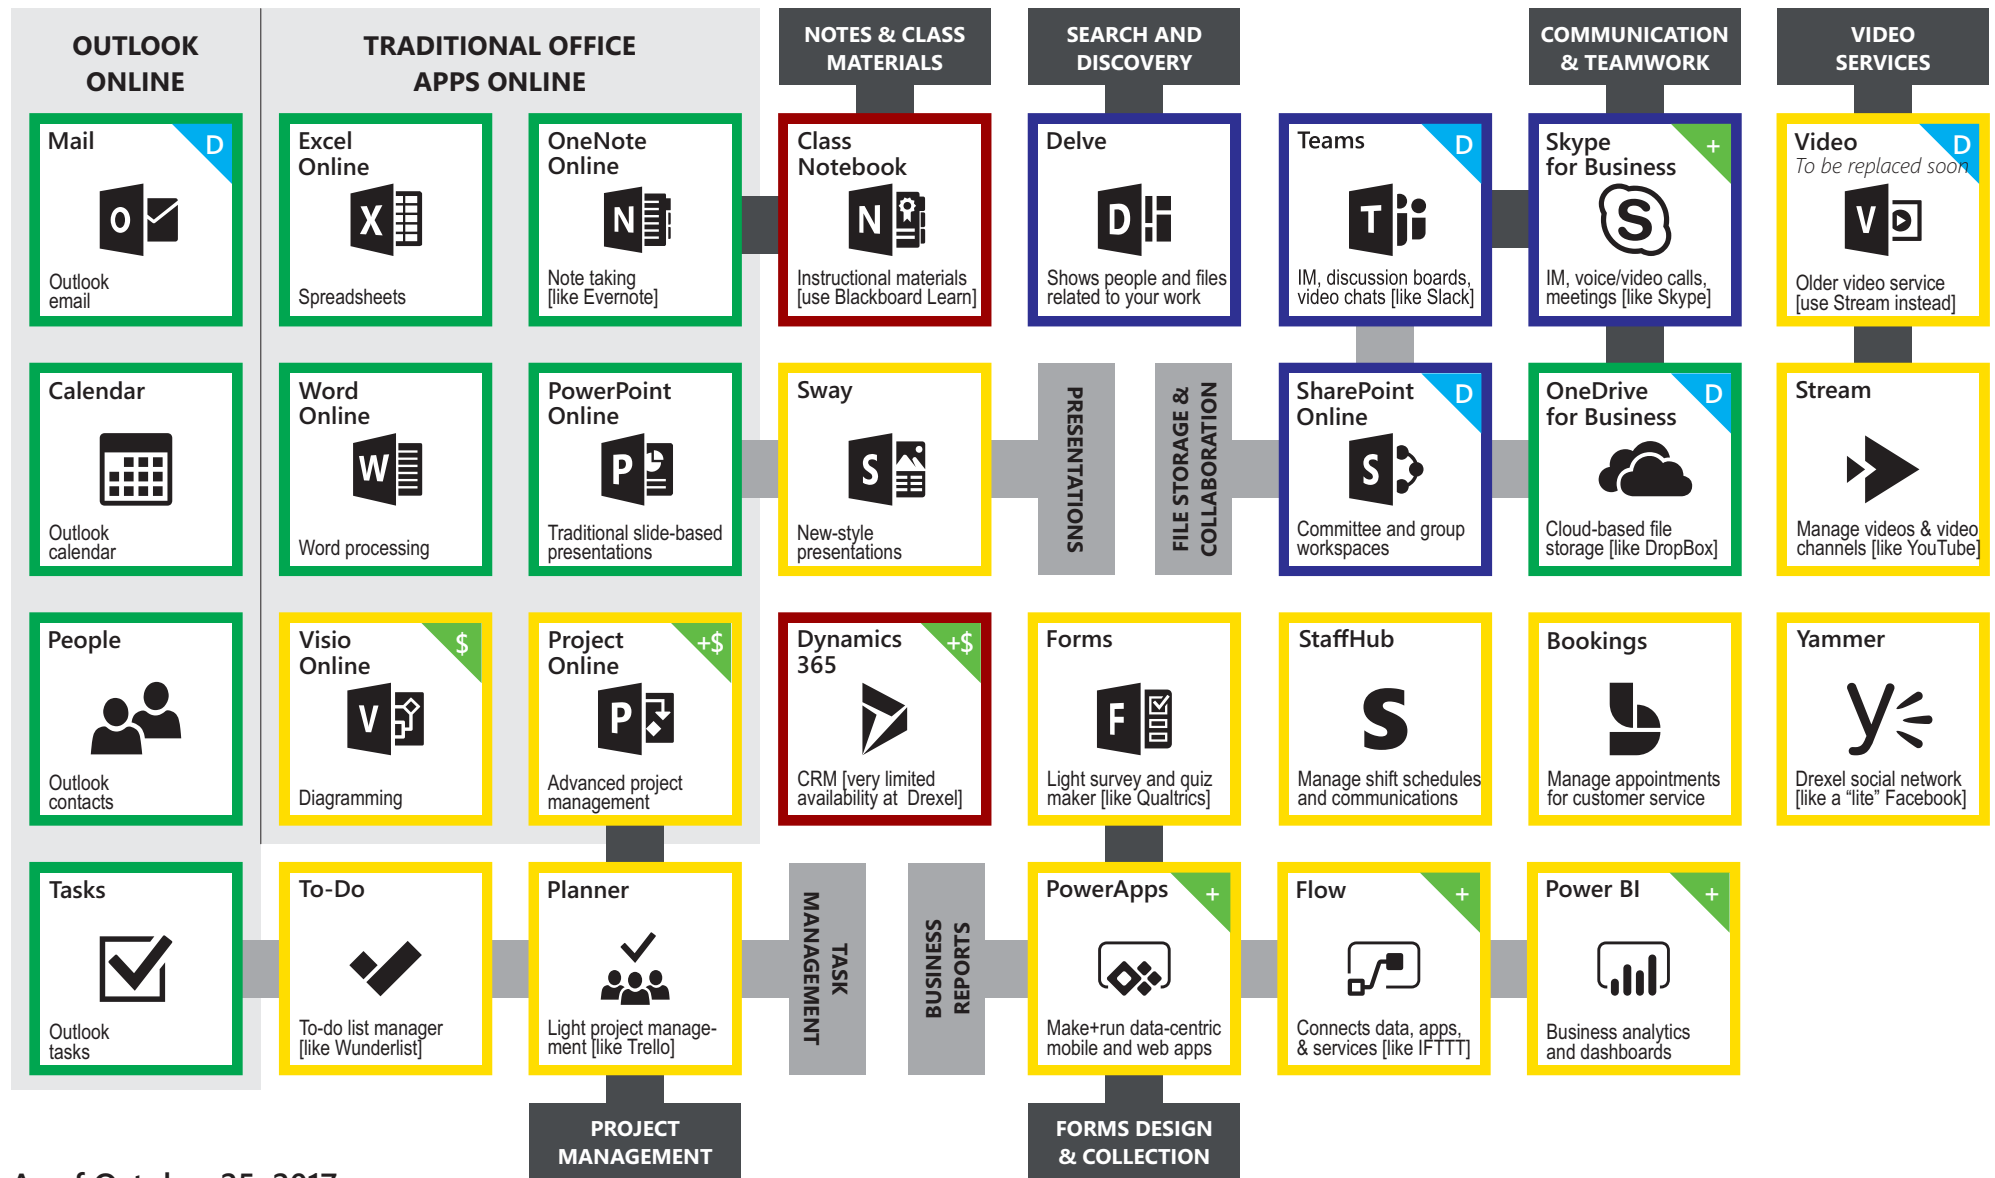 OUTLOOK
ONLINE
TRADITIONAL OFFICE
APPS ONLINE
NOTES & CLASS
MATERIALS
SEARCH AND
DISCOVERY
COMMUNICATION
& TEAMWORK
VIDEO
SERVICES
Mail
D
O
Outlook
email
Excel
Online
X
Spreadsheets
OneNote
Online
N
Note taking
[like Evernote]
Class
Notebook
N
Instructional materials
[use Blackboard Learn]
Delve
D
Shows people and files
related to your work
Teams
D
T
IM, discussion boards,
video chats [like Slack]
Skype
for Business
+
S
IM, voice/video calls,
meetings [like Skype]
Video
D
To be replaced soon
V
Older video service
[use Stream instead]
Calendar
Outlook
calendar
Word
Online
W
Word processing
PowerPoint
Online
P
Traditional slide-based
presentations
Sway
S
New-style
presentations
PRESENTATIONS
FILE STORAGE &
COLLABORATION
SharePoint
Online
D
S
Committee and group
workspaces
OneDrive
for Business
D
Cloud-based file
storage [like DropBox]
Stream
Manage videos & video
channels [like YouTube]
People
Outlook
contacts
Visio
Online
$
V
Diagramming
Project
Online
+$
P
Advanced project
management
Dynamics
365
+$
CRM [very limited
availability at Drexel]
Forms
F
Light survey and quiz
maker [like Qualtrics]
StaffHub
S
Manage shift schedules
and communications
Bookings
b
Manage appointments
for customer service
Yammer
y
Drexel social network
[like a “lite” Facebook]
Tasks
Outlook
tasks
To-Do
To-do list manager
[like Wunderlist]
Planner
Light project manage-
ment [like Trello]
TASK
MANAGEMENT
BUSINESS
REPORTS
PowerApps
+
Make+run data-centric
mobile and web apps
Flow
+
Connects data, apps,
& services [like IFTTT]
Power BI
+
Business analytics
and dashboards
PROJECT
MANAGEMENT
FORMS DESIGN
& COLLECTION
As of October 25, 2017